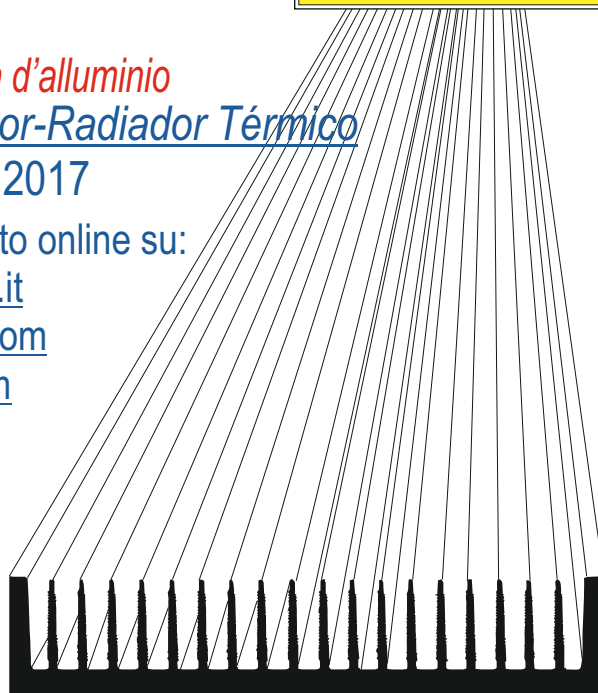 d'alluminio
or-Radiador Térmico
2017
to online su:
.it
om